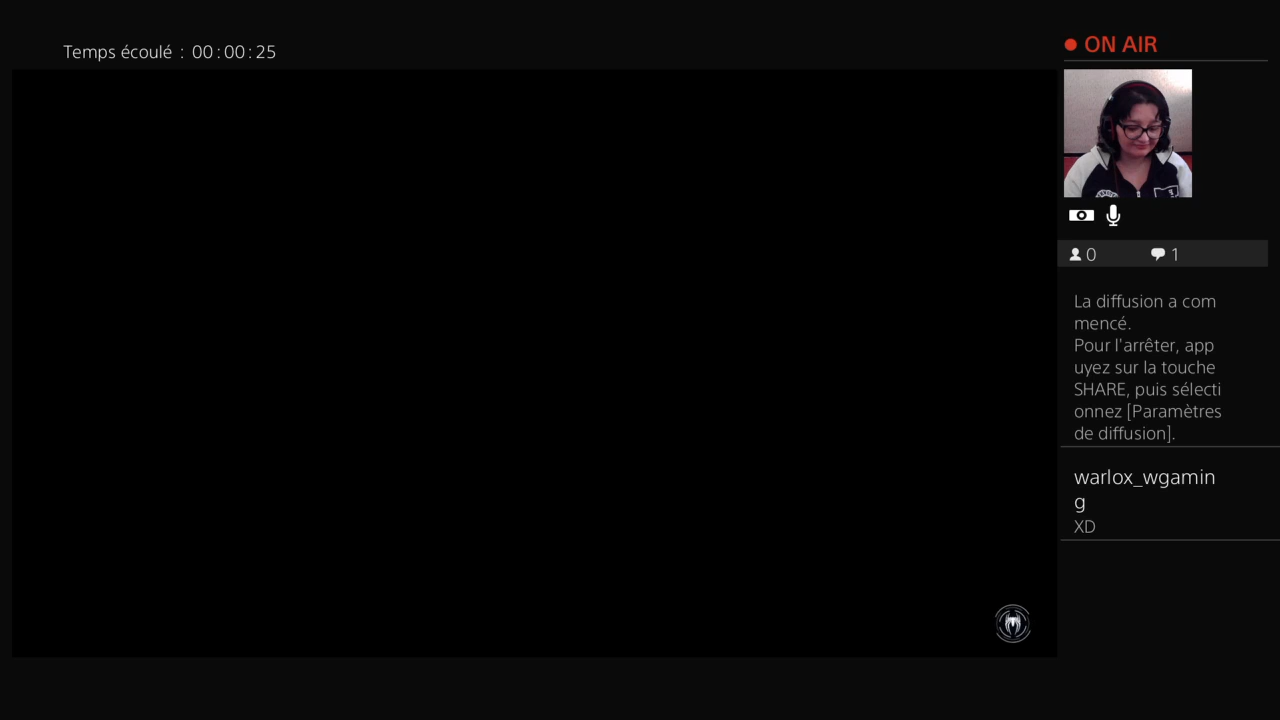 Temps écoulé : 00:00:25
ON AIR
0 1
La diffusion a com
mencé.
Pour l'arrêter, app
uyez sur la touche
SHARE, puis sélecti
onnez [Paramètres
de diffusion].
warlox_wgamin
g
XD